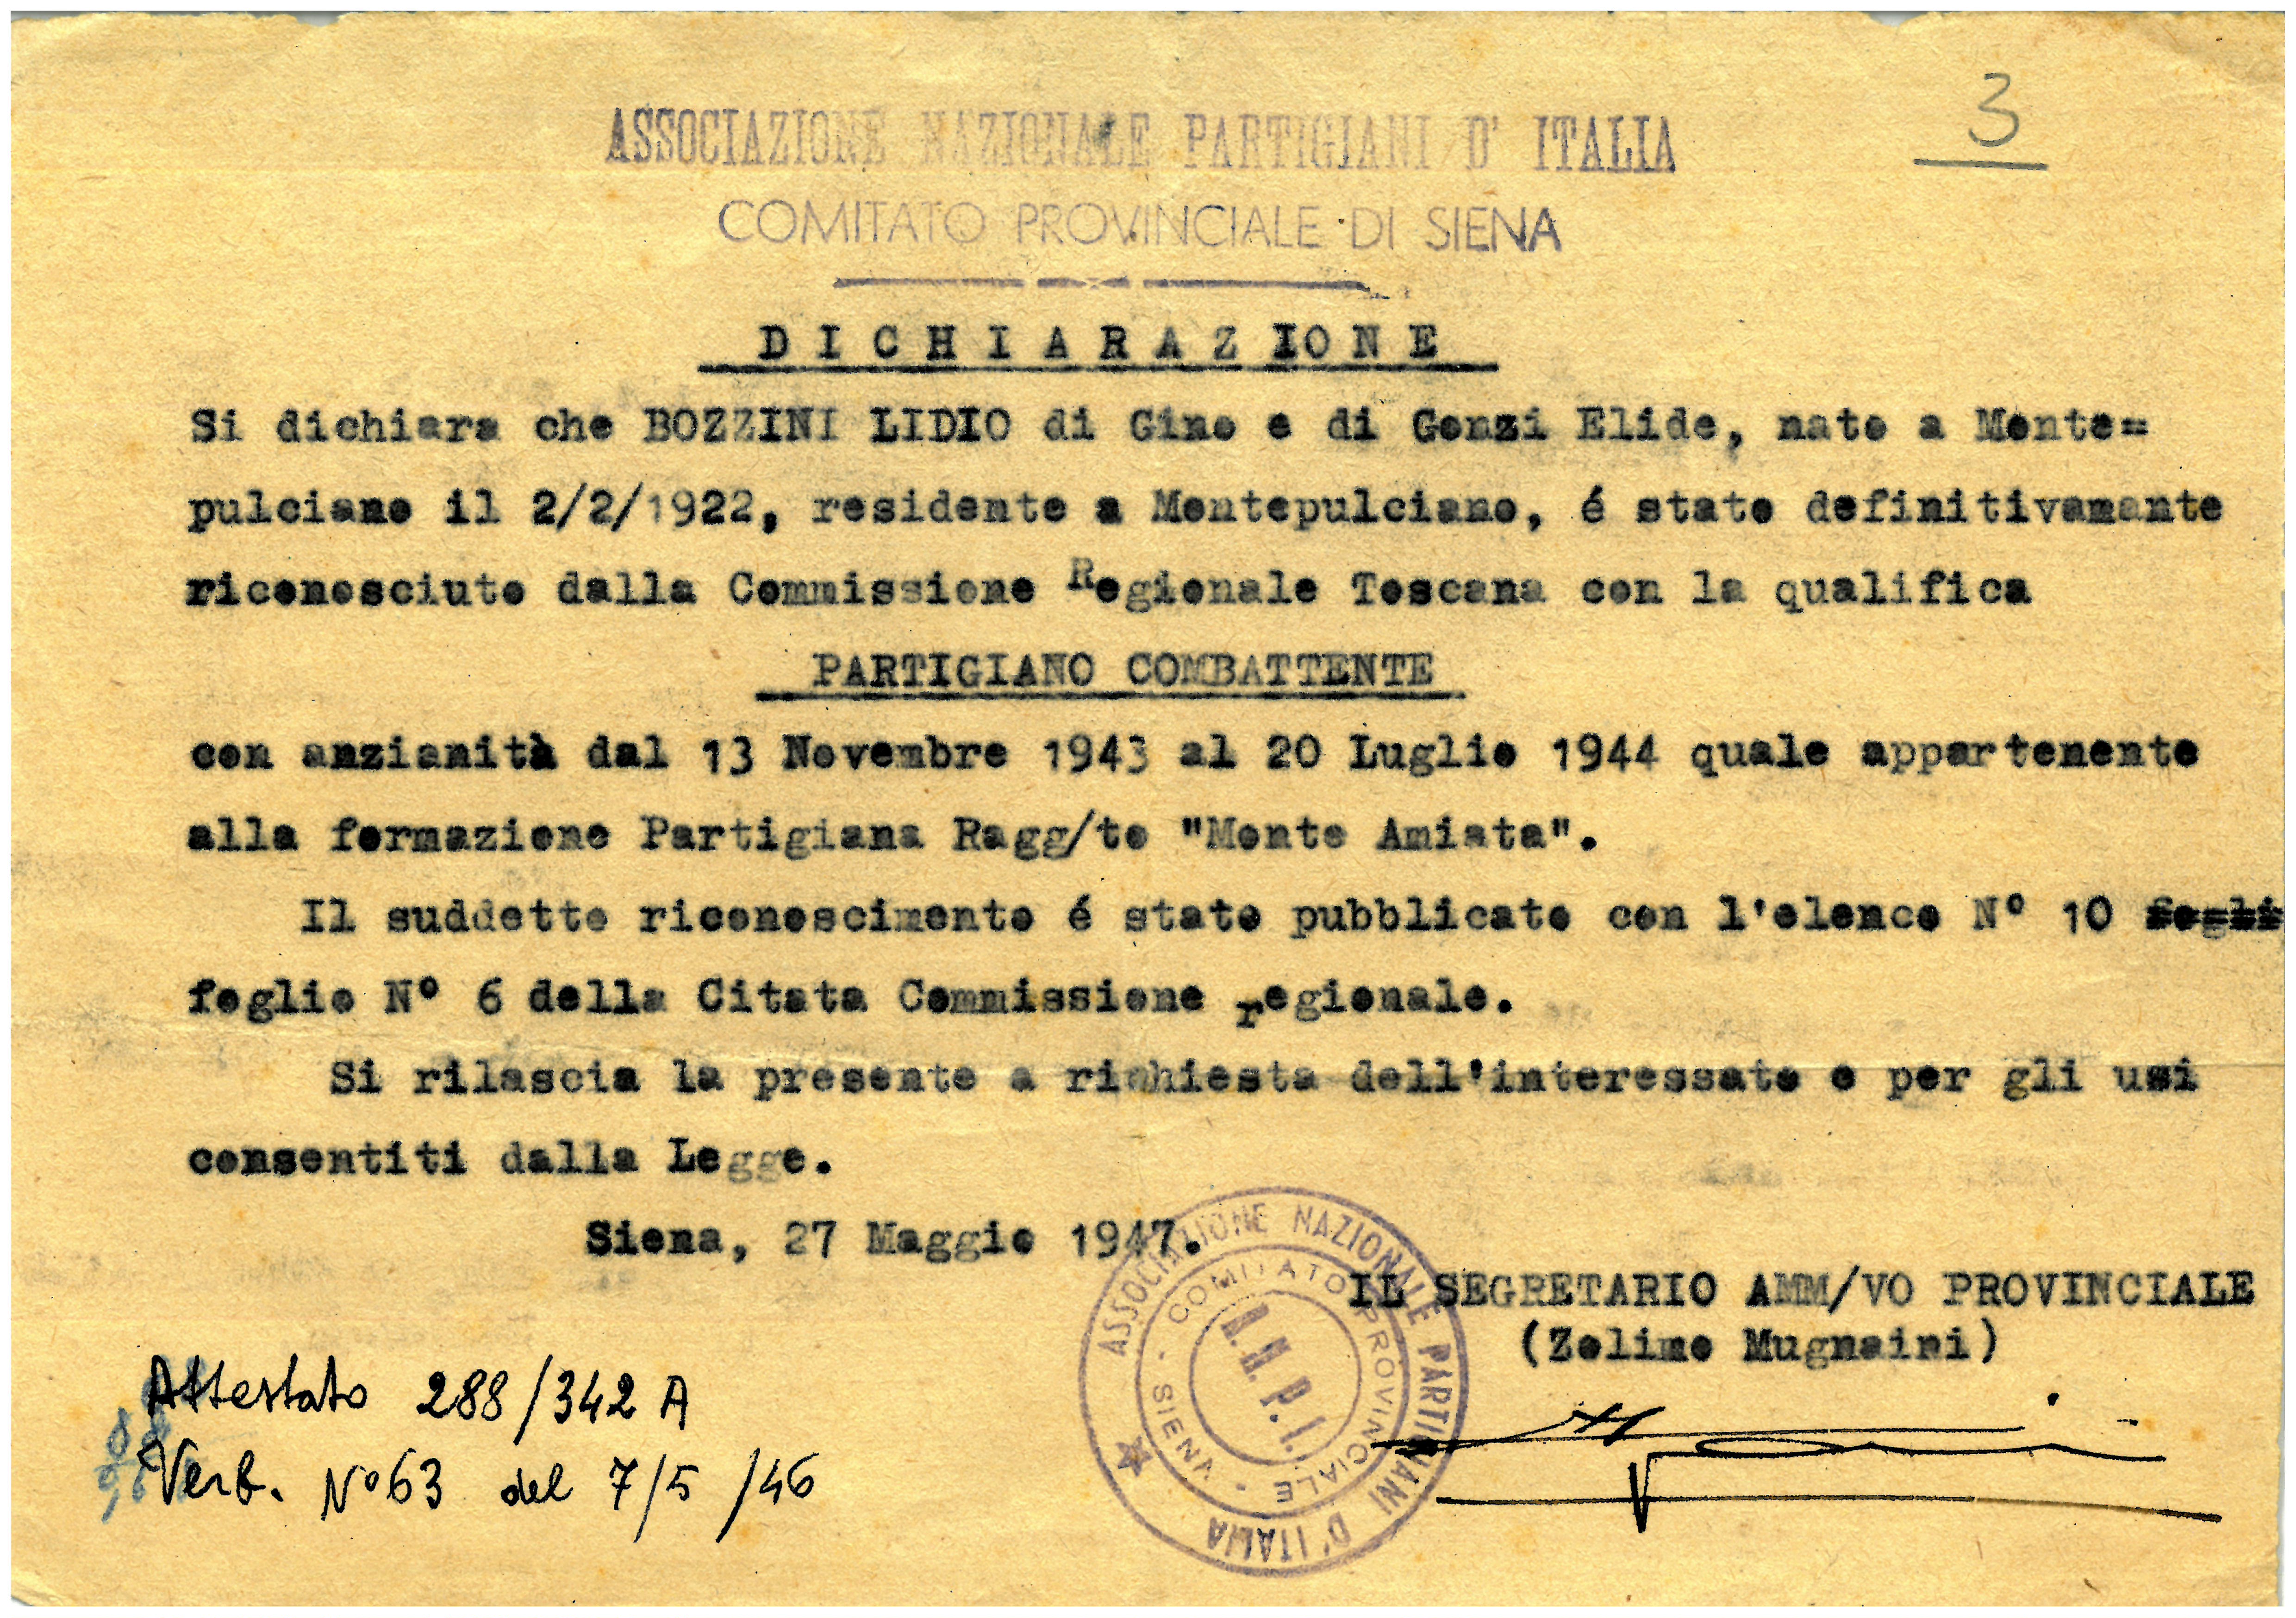 3
ASSOCIAZIONE NAZIONALE PARTIGIANI D' ITALIA
COMITATO PROVINCIALE DI SIENA
DICHIARAZIONE
Si dichiara che BOZZINI LIDIO di Gino e di Gonzi Elide, nato a Monte=
pulciano il 2/2/1922, residente a Montepulciano, é stato definitivamante
riconosciuto dalla Commissione Regionale Toscana con la qualifica
PARTIGIANO COMBATTENTE
con anzianità dal 13 Novembre 1943 al 20 Luglio 1944 quale appartenente
alla formazione Partigiana Ragg/to "Monte Amiata".
Il suddetto riconoscimento é stato pubblicato con l'elenco N° 10 fogli
foglio N° 6 della Citata Commissione regionale.
Si rilascia la presente a richiesta dell'interessato e per gli usi
consentiti dalla Legge.
Siena, 27 Maggio 1947.
ASSOCIAZIONE NAZIONALE PARTIGIANI D'ITALIA
COMITATO PROVINCIALE - SIENA -
A.N.P.I.
IL SEGRETARIO AMM/VO PROVINCIALE
(Zelimo Mugnaini)
Attestato 288/342 A
Verb. N° 63 del 7/5/46